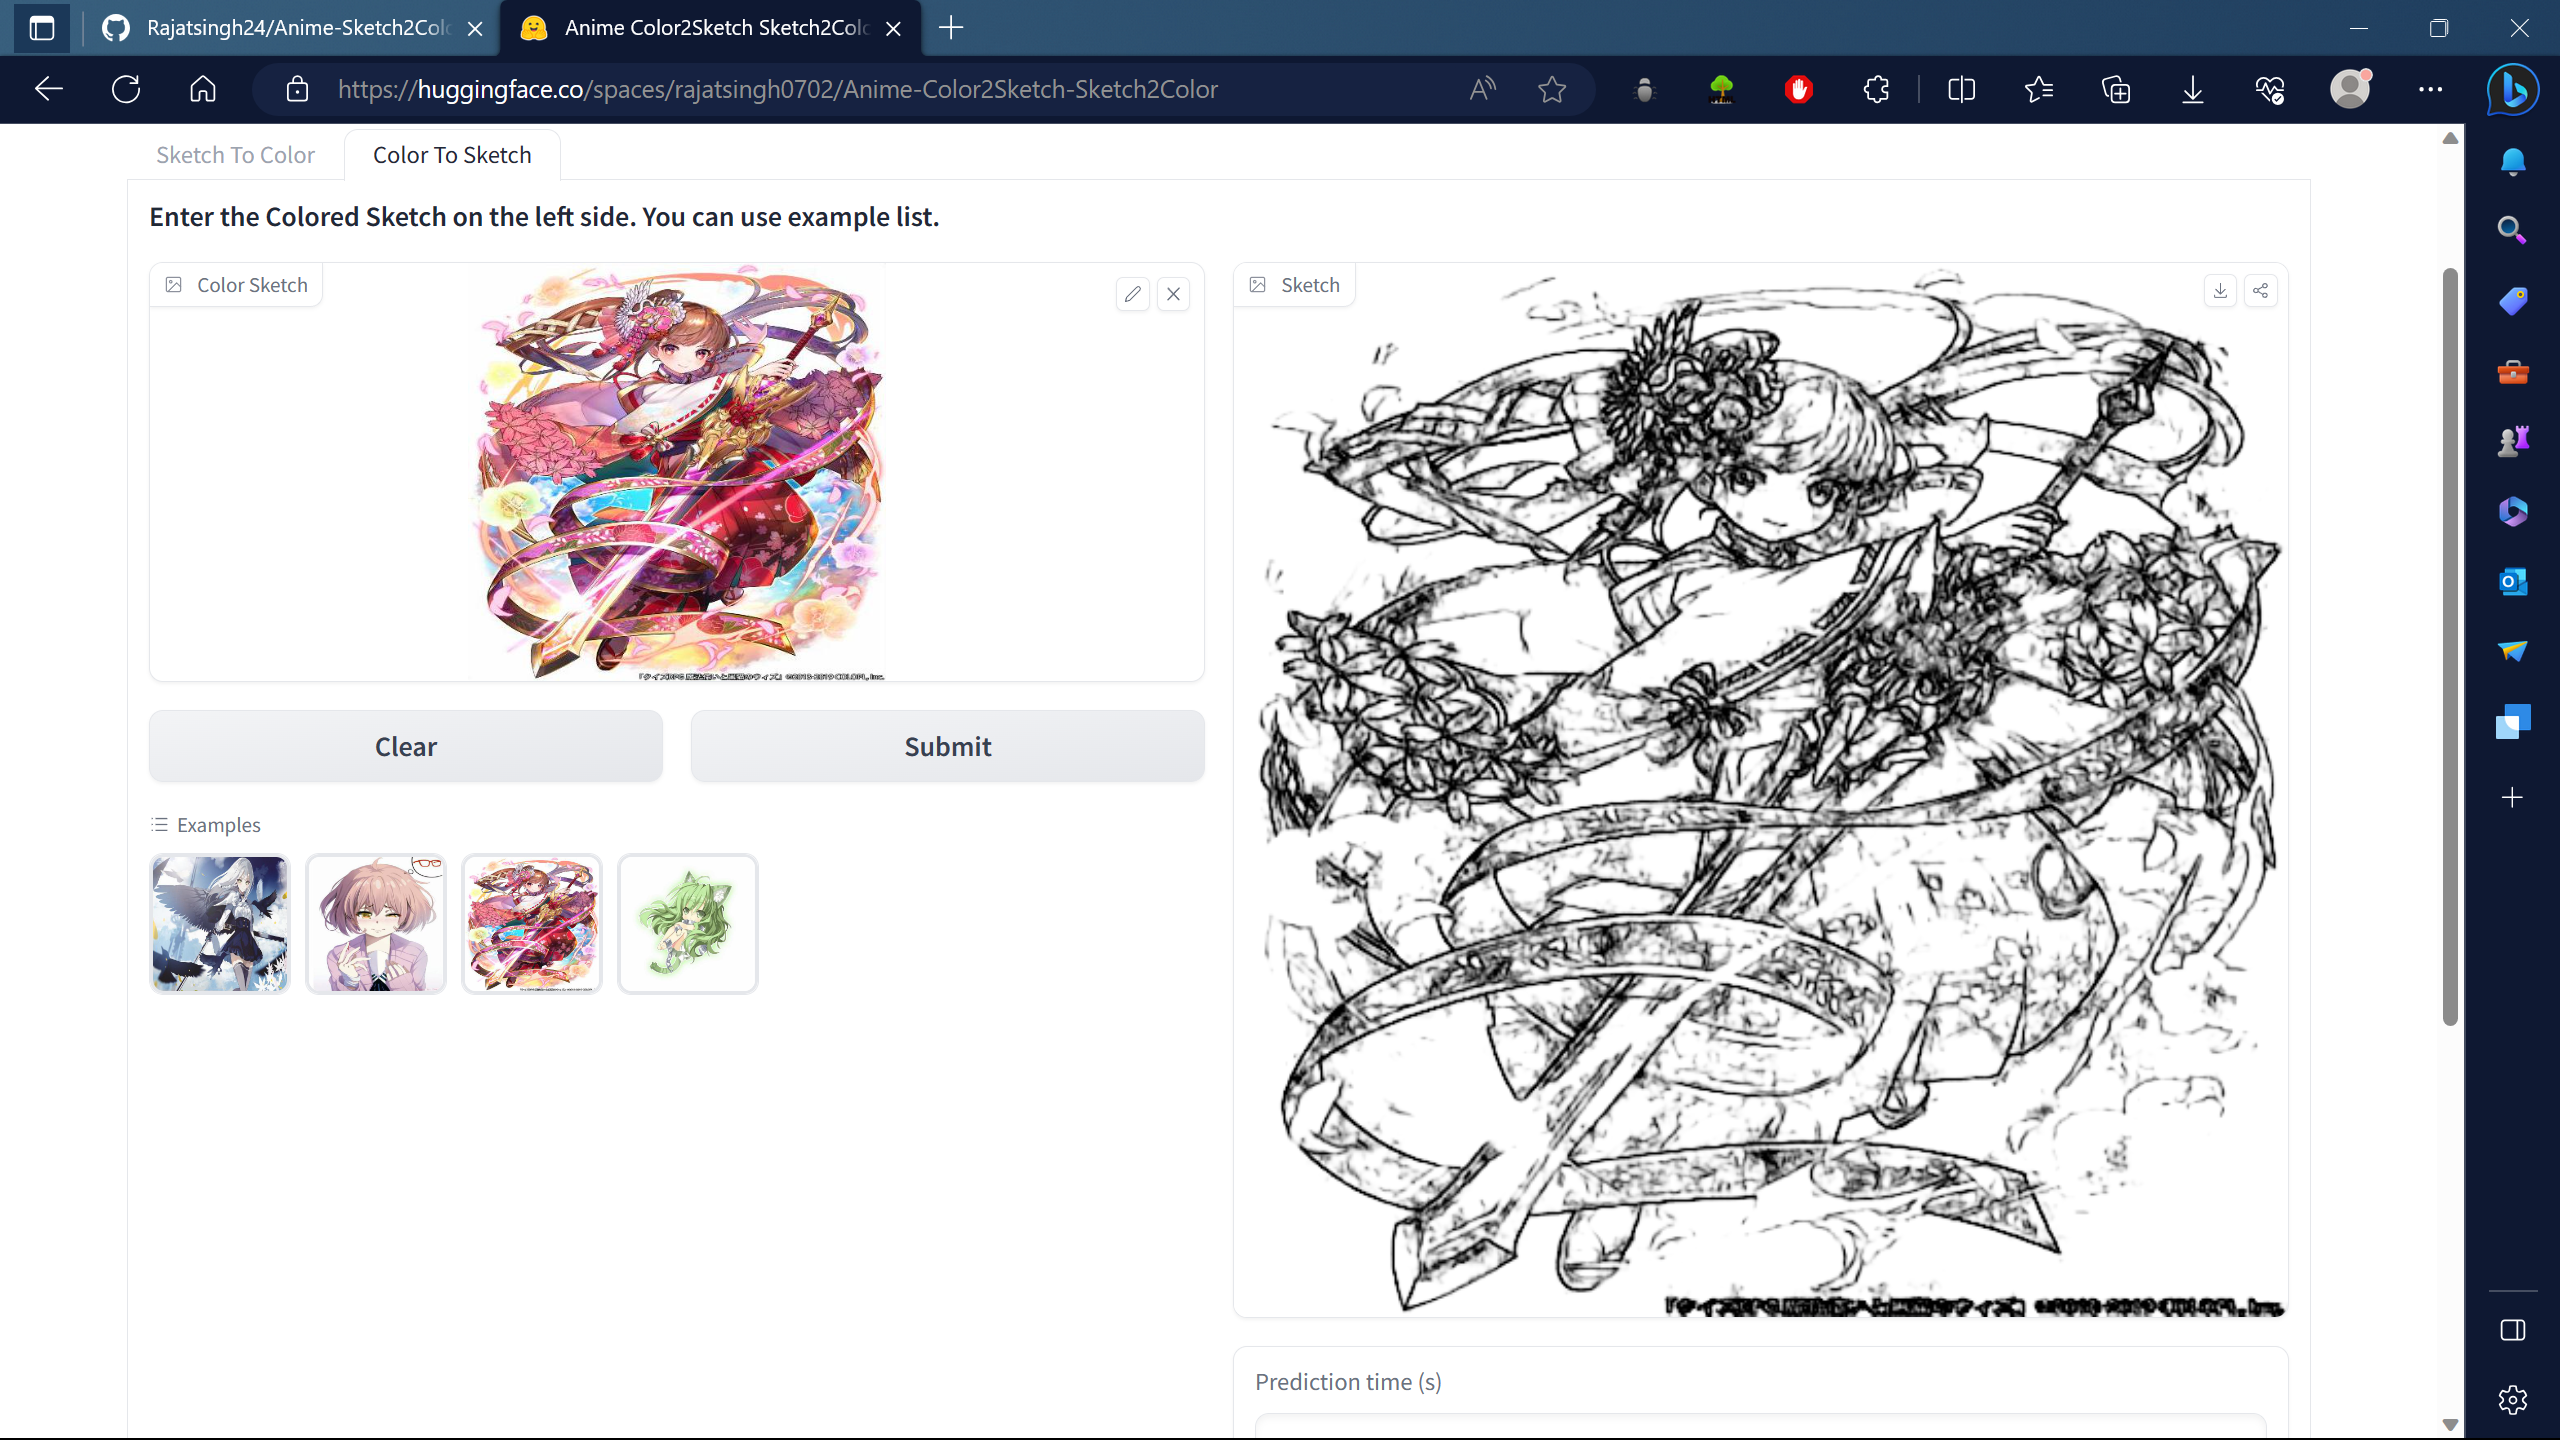 Rajatsingh24/Anime-Sketch2Colo
Anime Color2Sketch Sketch2Colo
https://huggingface.co/spaces/rajatsingh0702/Anime-Color2Sketch-Sketch2Color
Sketch To Color
Color To Sketch
Enter the Colored Sketch on the left side. You can use example list.
Color Sketch
Sketch
Clear
Submit
Examples
Prediction time (s)